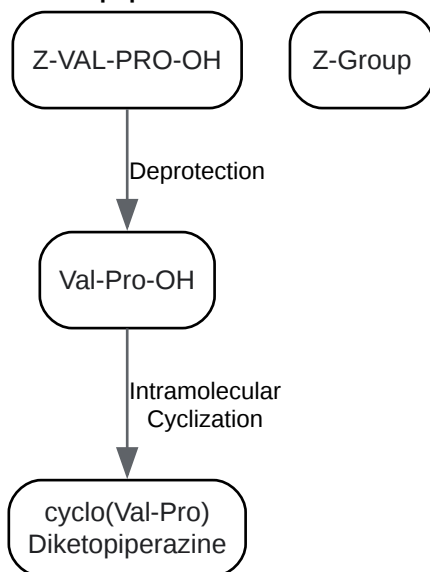 Z-VAL-PRO-OH
Z-Group
Deprotection
Val-Pro-OH
Intramolecular
Cyclization
cyclo(Val-Pro)
Diketopiperazine